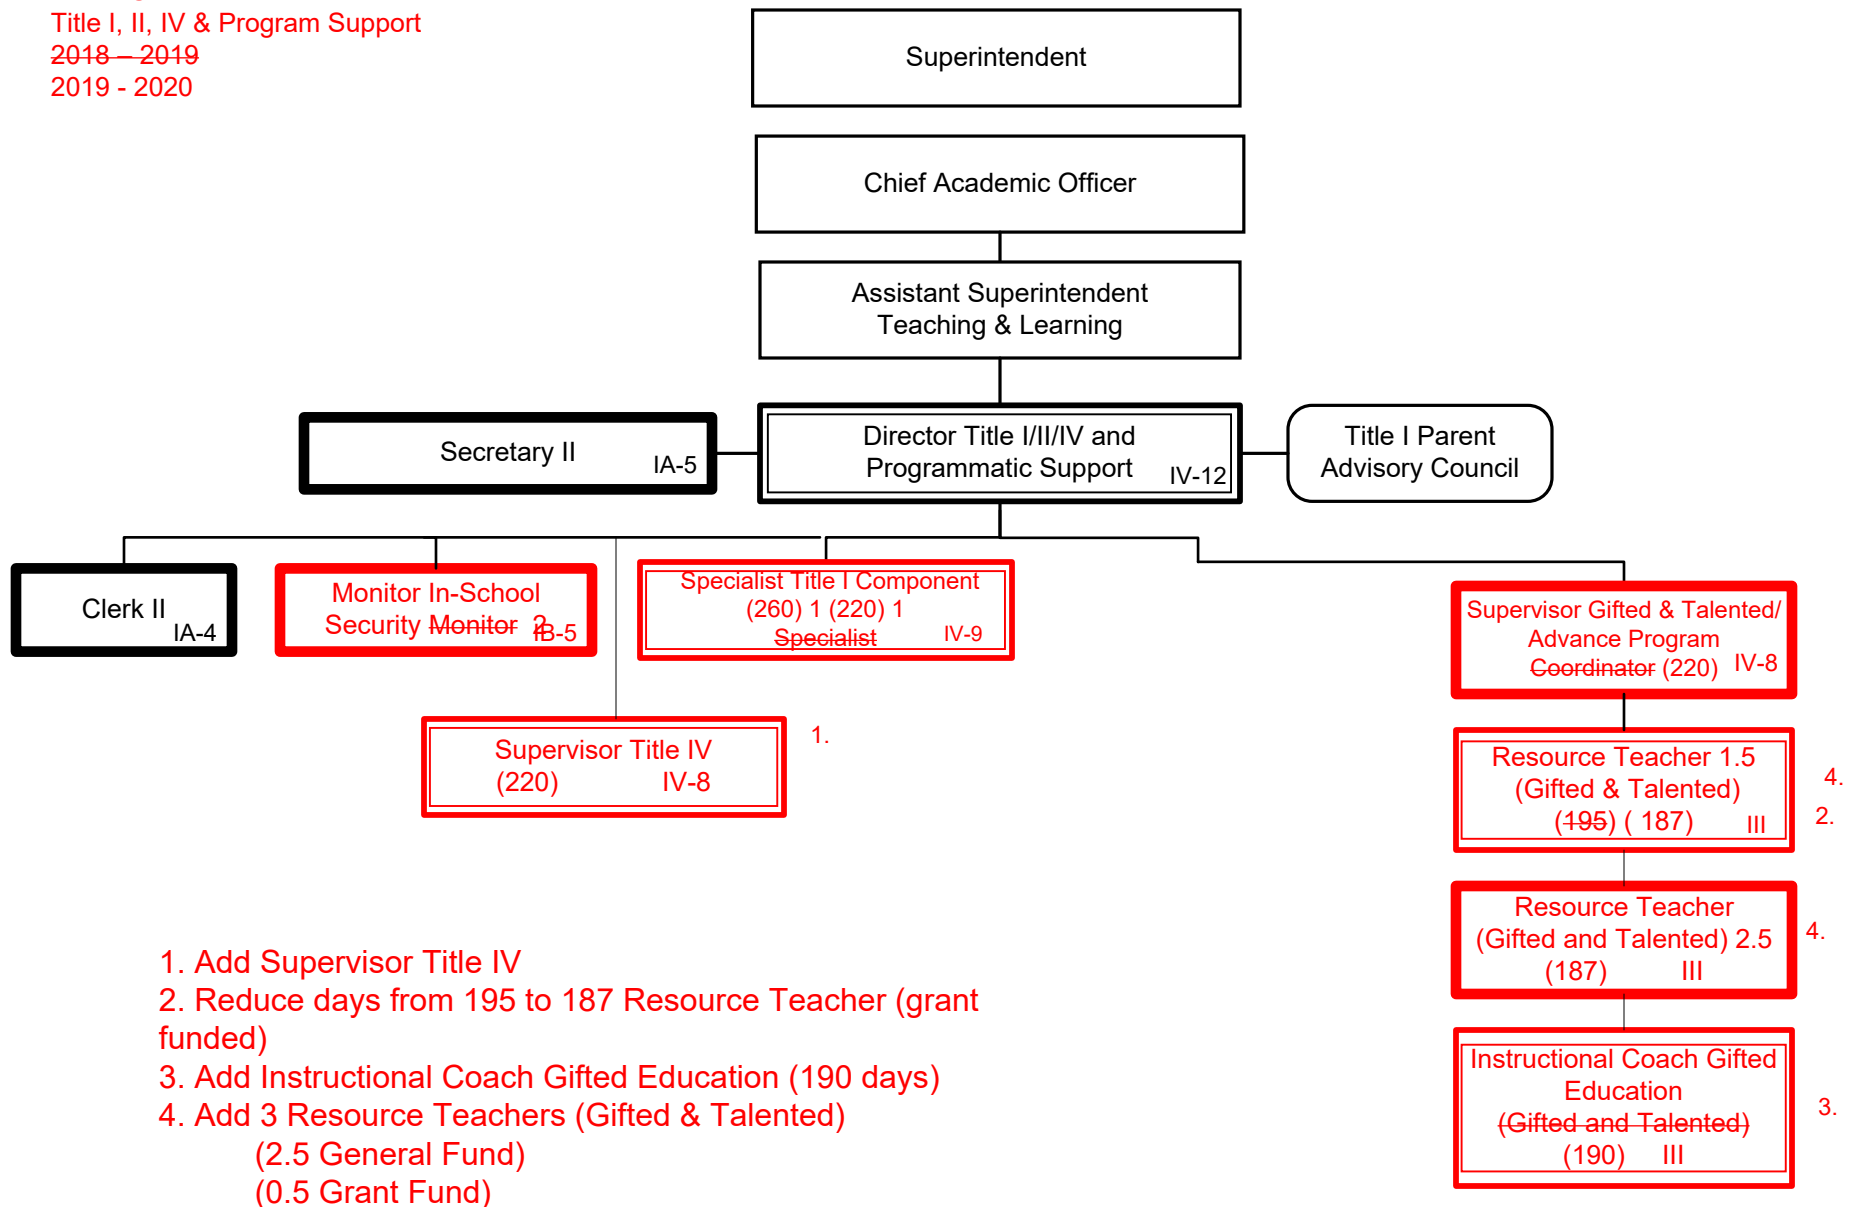 Title I, II, IV & Program Support
2018 – 2019
2019 - 2020
Superintendent
Chief Academic Officer
Assistant Superintendent
Teaching & Learning
Secretary II
IA-5
Director Title I/II/IV and
Programmatic Support
IV-12
Title I Parent
Advisory Council
Clerk II
IA-4
Monitor In-School
Security Monitor 2
IB-5
Specialist Title I Component
(260) 1 (220) 1
Specialist
IV-9
Supervisor Gifted & Talented/
Advance Program
Coordinator (220) IV-8
Supervisor Title IV
(220) IV-8
1.
Resource Teacher 1.5
(Gifted & Talented)
(195) ( 187) III
4.
2.
Resource Teacher
(Gifted and Talented) 2.5
(187) III
4.
Instructional Coach Gifted
Education
(Gifted and Talented)
(190) III
3.
1. Add Supervisor Title IV
2. Reduce days from 195 to 187 Resource Teacher (grant
funded)
3. Add Instructional Coach Gifted Education (190 days)
4. Add 3 Resource Teachers (Gifted & Talented)
(2.5 General Fund)
(0.5 Grant Fund)